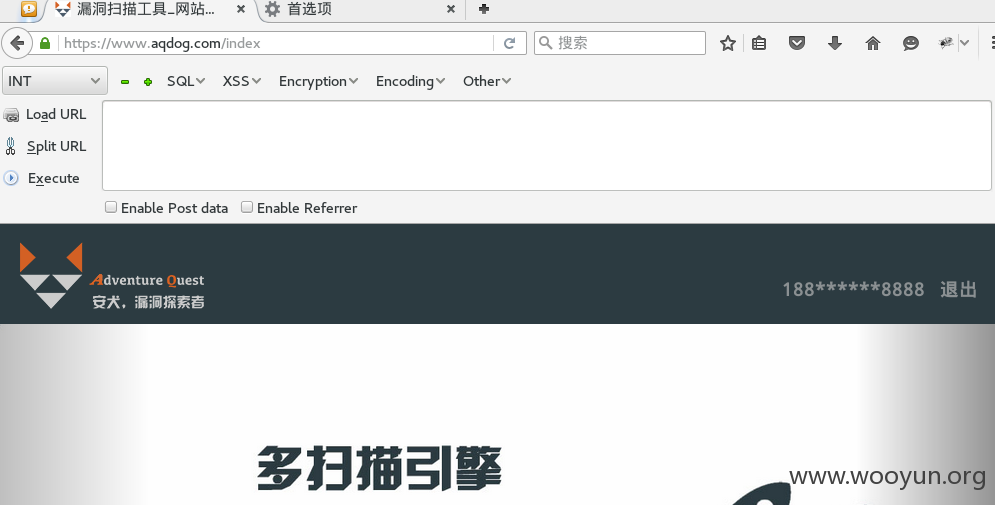 漏洞扫描工具_网站...
首选项
https://www.aqdog.com/index
搜索
INT
SQL XSS Encryption Encoding Other
Load URL
Split URL
Execute
Enable Post data Enable Referrer
Adventure Quest
安犬，漏洞探索者
188******8888 退出
多扫描引擎
www.wooyun.org